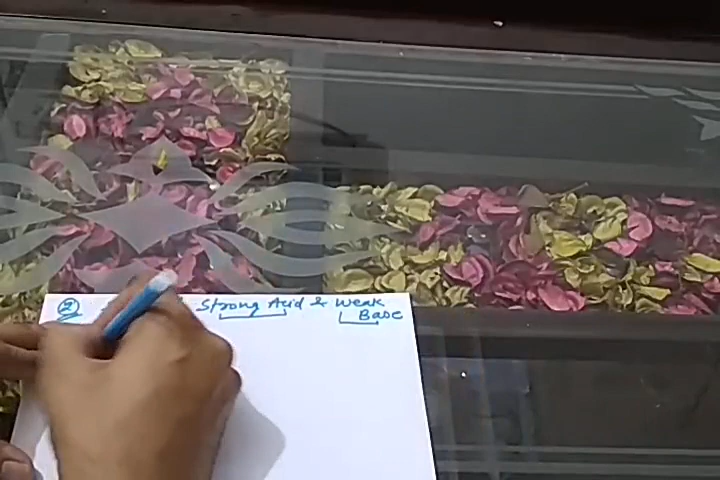 ② Strong Acid & Weak
Base